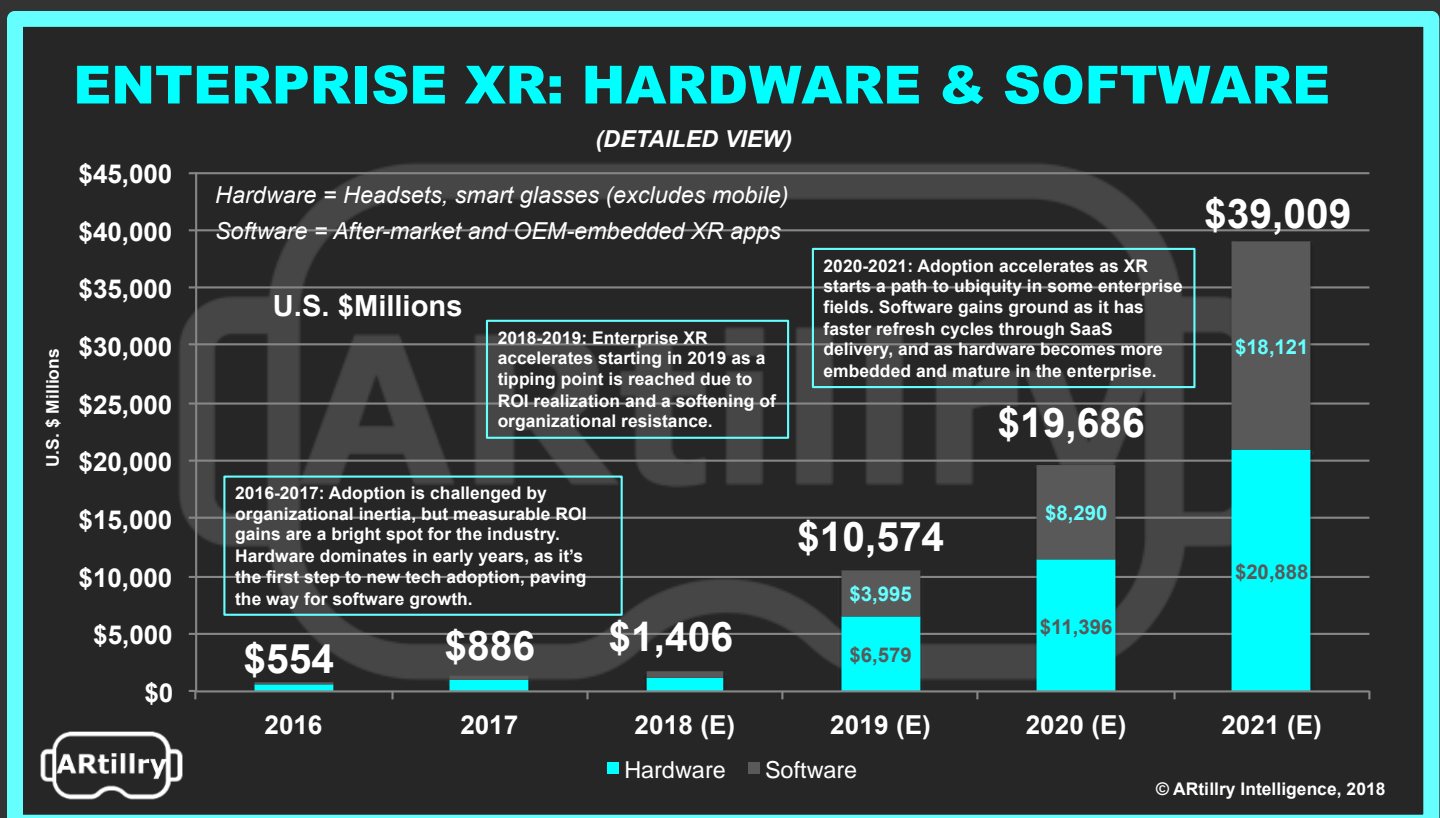 ENTERPRISE XR: HARDWARE & SOFTWARE
(DETAILED VIEW)
U.S. $ Millions
$45,000
$40,000
$35,000
$30,000
$25,000
$20,000
$15,000
$10,000
$5,000
$0
Hardware = Headsets, smart glasses (excludes mobile)
Software = After-market and OEM-embedded XR apps
U.S. $Millions
2016-2017: Adoption is challenged by
organizational inertia, but measurable ROI
gains are a bright spot for the industry.
Hardware dominates in early years, as it's
the first step to new tech adoption, paving
the way for software growth.
2018-2019: Enterprise XR
accelerates starting in 2019 as a
tipping point is reached due to
ROI realization and a softening of
organizational resistance.
2020-2021: Adoption accelerates as XR
starts a path to ubiquity in some enterprise
fields. Software gains ground as it has
faster refresh cycles through SaaS
delivery, and as hardware becomes more
embedded and mature in the enterprise.
$554
$886
$1,406
$10,574
$3,995
$6,579
$19,686
$8,290
$11,396
$39,009
$18,121
$20,888
2016
2017
2018 (E)
2019 (E)
2020 (E)
2021 (E)
Hardware
Software
ARtillry
ARtillry
© ARtillry Intelligence, 2018